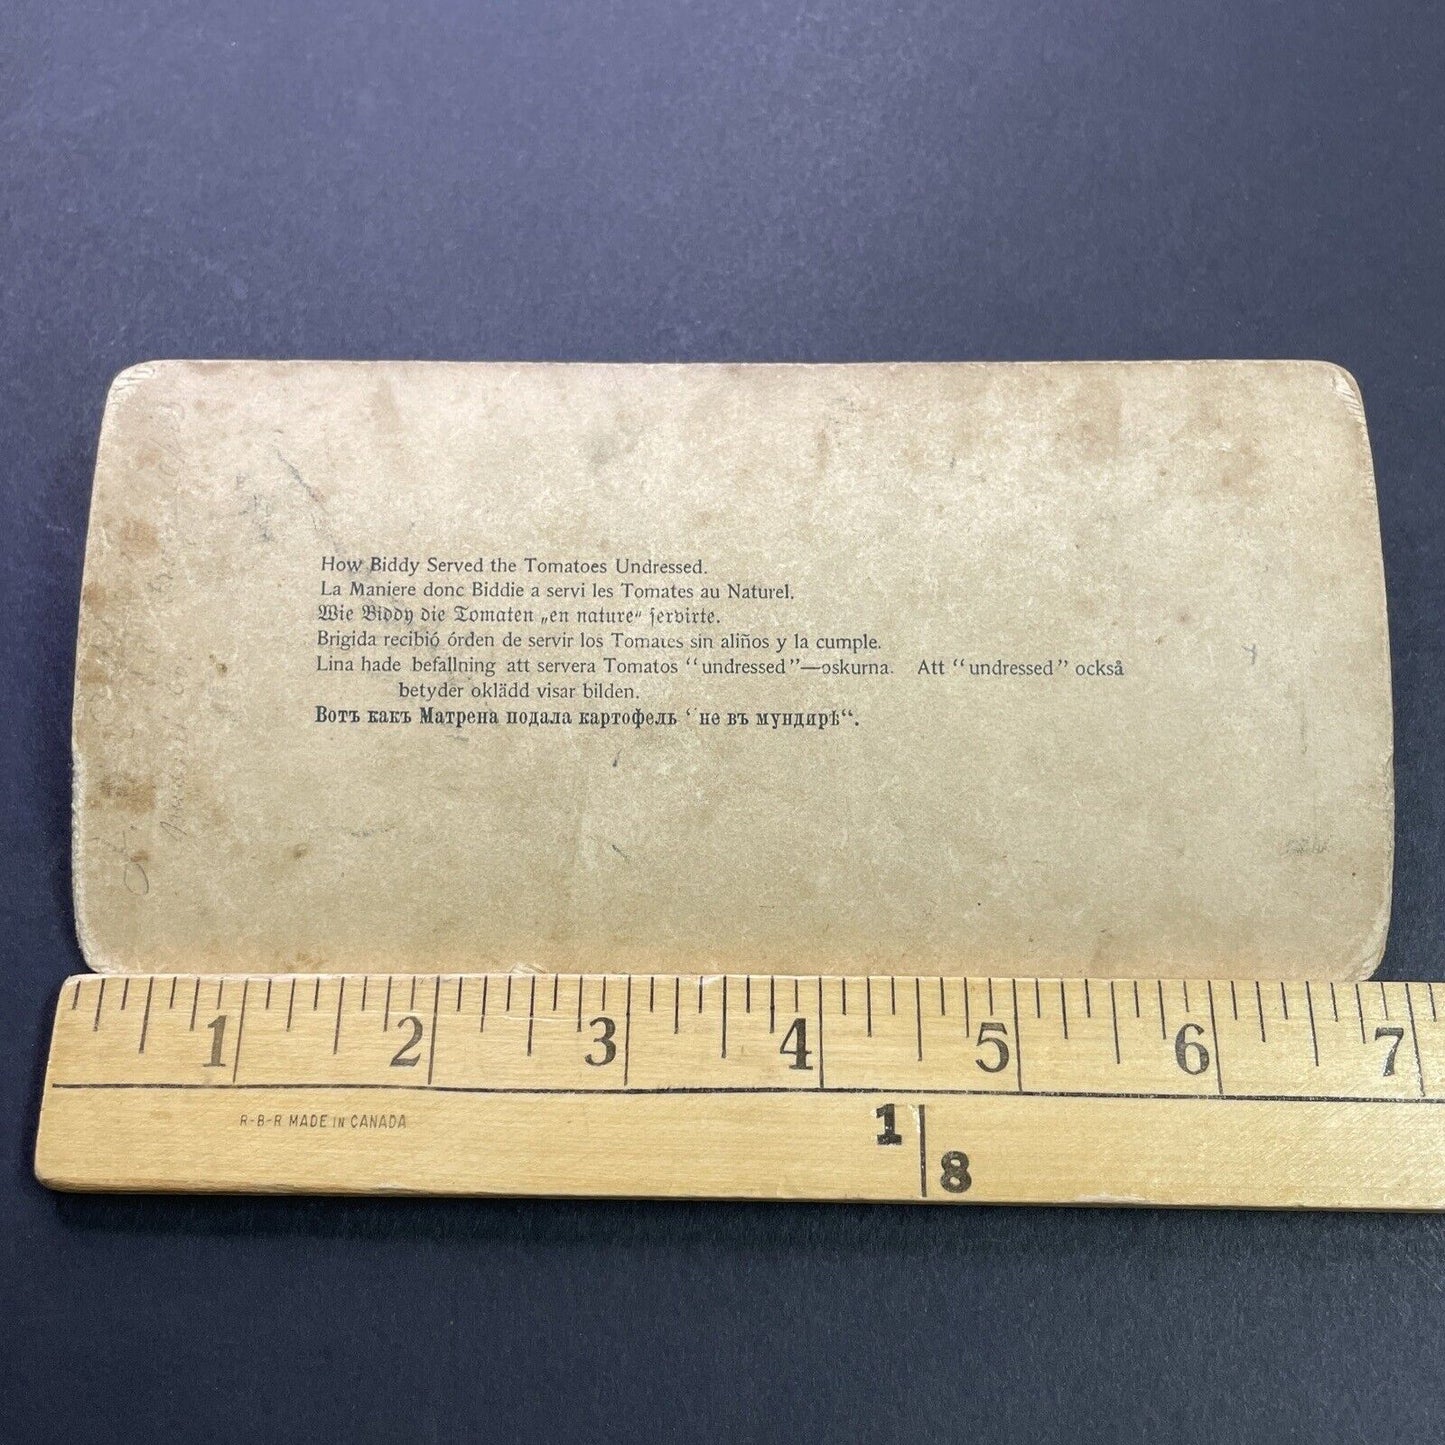 How Biddy Served the Tomatoes Undressed.
La Maniere donc Biddie a servi les Tomates au Naturel.
Wie Biddy die Tomaten „en nature“ servirte.
Brigida recibió órden de servir los Tomates sin aliños y la cumple.
Lina hade befallning att servera Tomatos “undressed”—oskurna. Att “undressed” också
betyder oklädd visar bilden.
Вотъ какъ Матрена подала картофель “не въ мундирѣ“.
1 2 3 4 5 6 7
R-B-R MADE IN CANADA
1
8